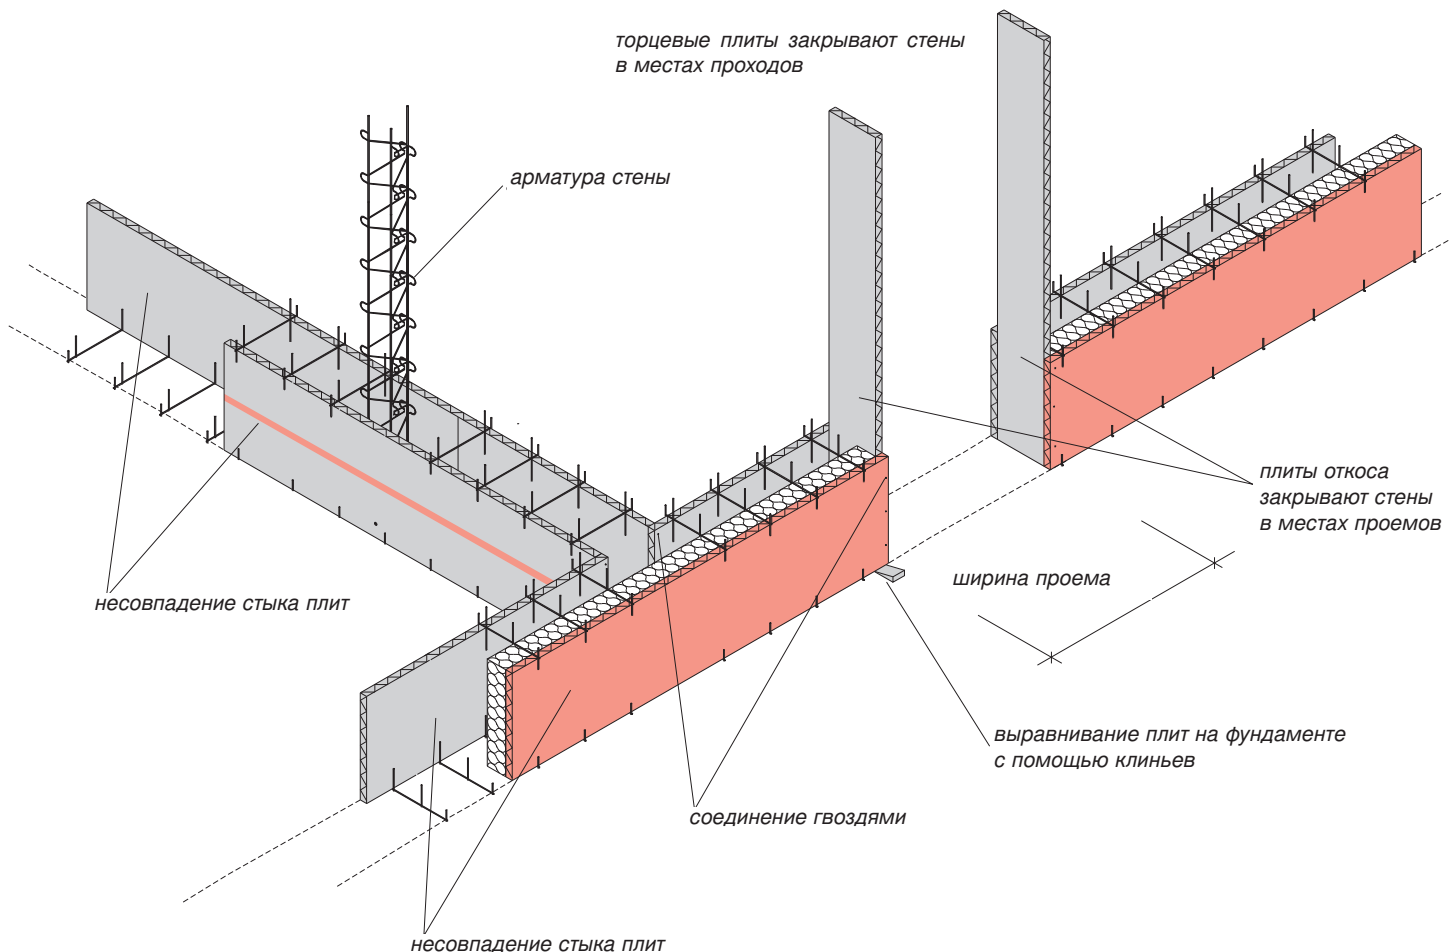 торцевые плиты закрывают стены
в местах проходов
арматура стены
плиты откоса
закрывают стены
в местах проемов
ширина проема
несовпадение стыка плит
выравнивание плит на фундаменте
с помощью клиньев
соединение гвоздями
несовпадение стыка плит